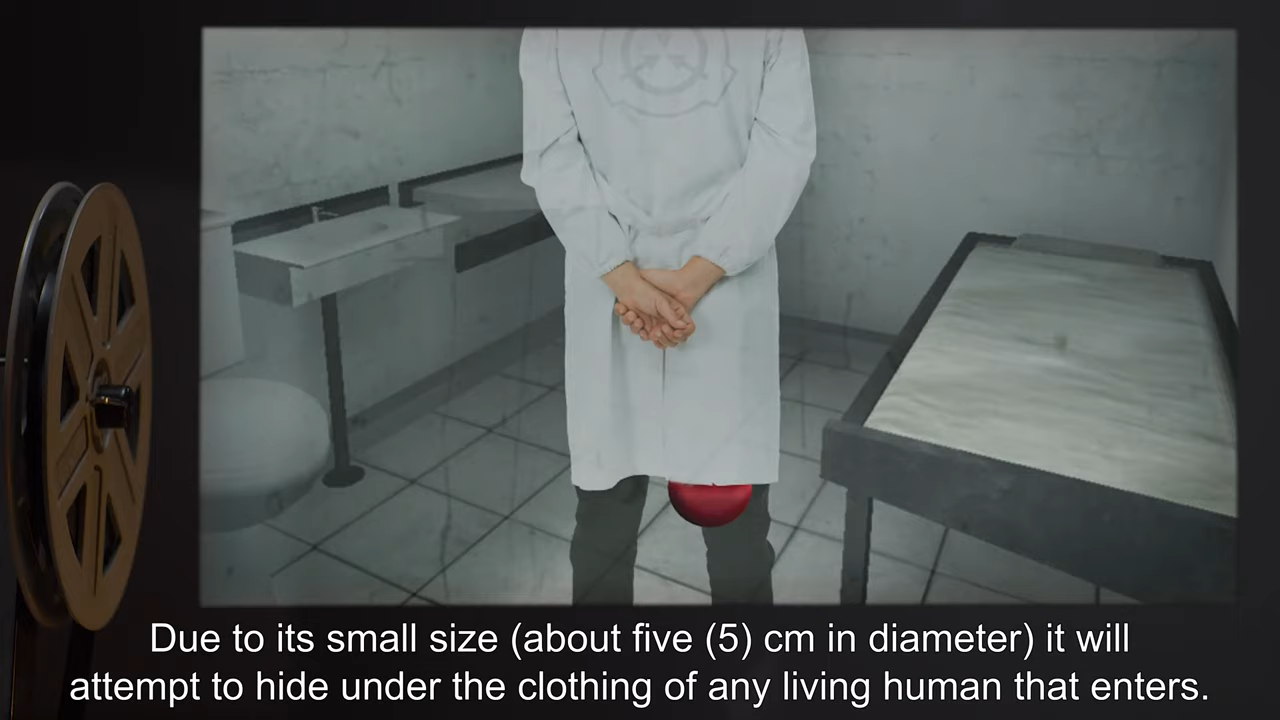 Due to its small size (about five (5) cm in diameter) it will
attempt to hide under the clothing of any living human that enters.